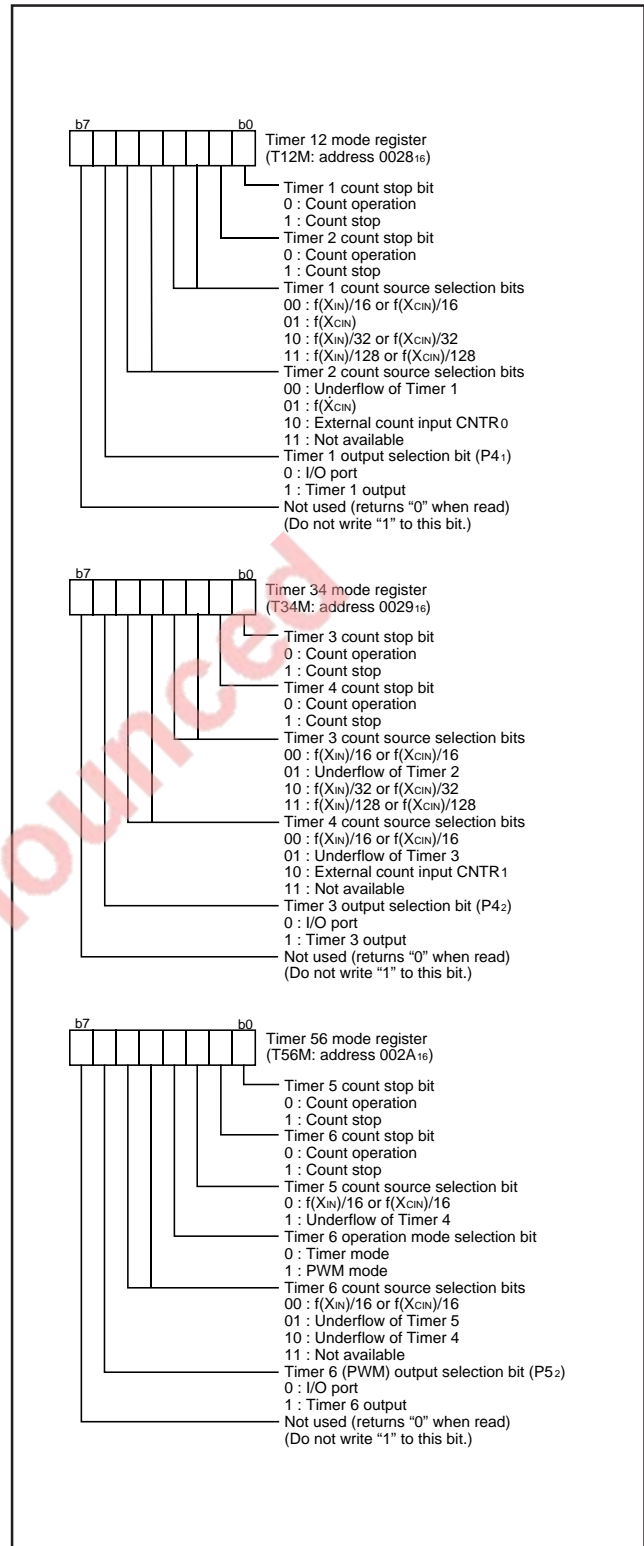 b7 b0
Timer 12 mode register
(T12M: address 0028₁₆)
Timer 1 count stop bit
0 : Count operation
1 : Count stop
Timer 2 count stop bit
0 : Count operation
1 : Count stop
Timer 1 count source selection bits
00 : f(XIN)/16 or f(XCIN)/16
01 : f(XCIN)
10 : f(XIN)/32 or f(XCIN)/32
11 : f(XIN)/128 or f(XCIN)/128
Timer 2 count source selection bits
00 : Underflow of Timer 1
01 : f(XCIN)
10 : External count input CNTR0
11 : Not available
Timer 1 output selection bit (P4₁)
0 : I/O port
1 : Timer 1 output
Not used (returns “0” when read)
(Do not write “1” to this bit.)
b7 b0
Timer 34 mode register
(T34M: address 0029₁₆)
Timer 3 count stop bit
0 : Count operation
1 : Count stop
Timer 4 count stop bit
0 : Count operation
1 : Count stop
Timer 3 count source selection bits
00 : f(XIN)/16 or f(XCIN)/16
01 : Underflow of Timer 2
10 : f(XIN)/32 or f(XCIN)/32
11 : f(XIN)/128 or f(XCIN)/128
Timer 4 count source selection bits
00 : f(XIN)/16 or f(XCIN)/16
01 : Underflow of Timer 3
10 : External count input CNTR1
11 : Not available
Timer 3 output selection bit (P4₂)
0 : I/O port
1 : Timer 3 output
Not used (returns “0” when read)
(Do not write “1” to this bit.)
b7 b0
Timer 56 mode register
(T56M: address 002A₁₆)
Timer 5 count stop bit
0 : Count operation
1 : Count stop
Timer 6 count stop bit
0 : Count operation
1 : Count stop
Timer 5 count source selection bit
0 : f(XIN)/16 or f(XCIN)/16
1 : Underflow of Timer 4
Timer 6 operation mode selection bit
0 : Timer mode
1 : PWM mode
Timer 6 count source selection bits
00 : f(XIN)/16 or f(XCIN)/16
01 : Underflow of Timer 5
10 : Underflow of Timer 4
11 : Not available
Timer 6 (PWM) output selection bit (P5₂)
0 : I/O port
1 : Timer 6 output
Not used (returns “0” when read)
(Do not write “1” to this bit.)